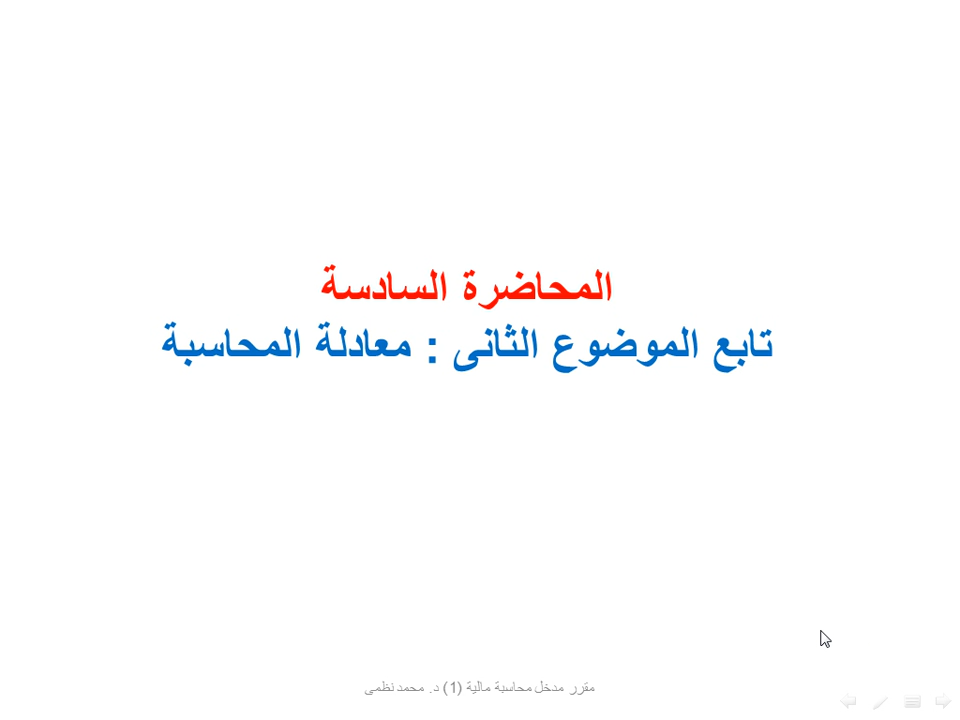 المحاضرة السادسة
تابع الموضوع الثانى : معادلة المحاسبة
مقرر مدخل محاسبة مالية (1) د. محمد نظمى